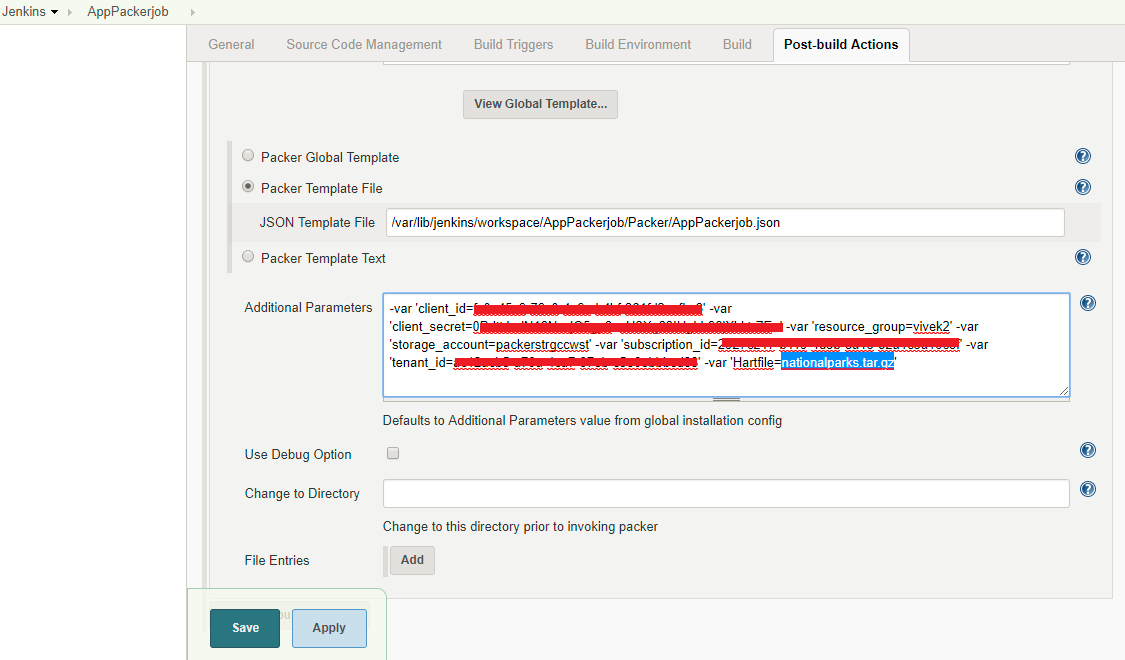 Jenkins AppPackerjob
General Source Code Management Build Triggers Build Environment Build Post-build Actions
View Global Template...
Packer Global Template
Packer Template File
JSON Template File /var/lib/jenkins/workspace/AppPackerjob/Packer/AppPackerjob.json
Packer Template Text
Additional Parameters
-var 'client_id= ' -var
'client_secret= -var 'resource_group=vivek2' -var
'storage_account=packerstrgccwst' -var 'subscription_id= ' -var
'tenant_id= ' -var 'Hartfile=nationalparks.tar.gz'
Defaults to Additional Parameters value from global installation config
Use Debug Option
Change to Directory
Change to this directory prior to invoking packer
File Entries Add
Save Apply